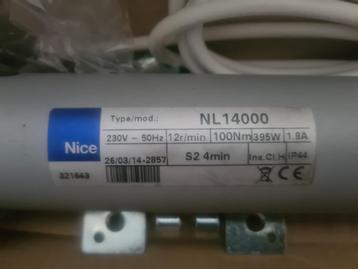 Type/mod.: NL14000
230V - 50Hz 12r/min 100Nm 395W 1.8A
Nice
26/03/14-2857 S2 4min Ins.Cl.H IP44
321643
CE